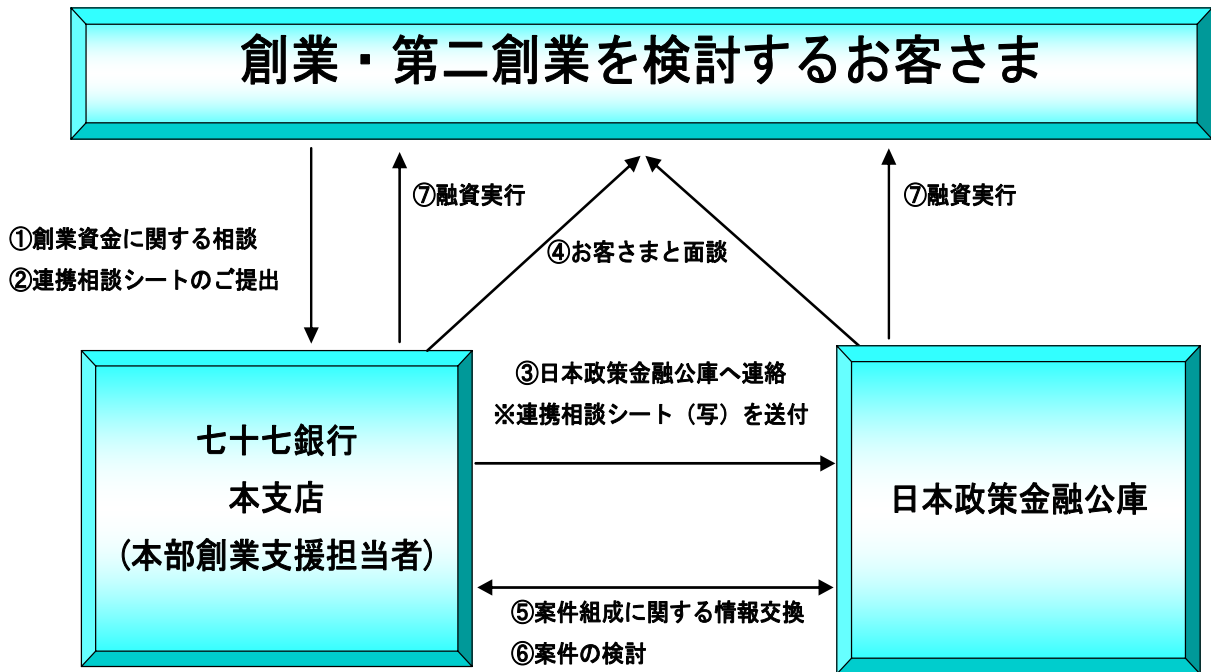 創業・第二創業を検討するお客さま
⑦融資実行
⑦融資実行
①創業資金に関する相談
②連携相談シートのご提出
④お客さまと面談
③日本政策金融公庫へ連絡
※連携相談シート（写）を送付
七十七銀行
本支店
(本部創業支援担当者)
日本政策金融公庫
⑤案件組成に関する情報交換
⑥案件の検討